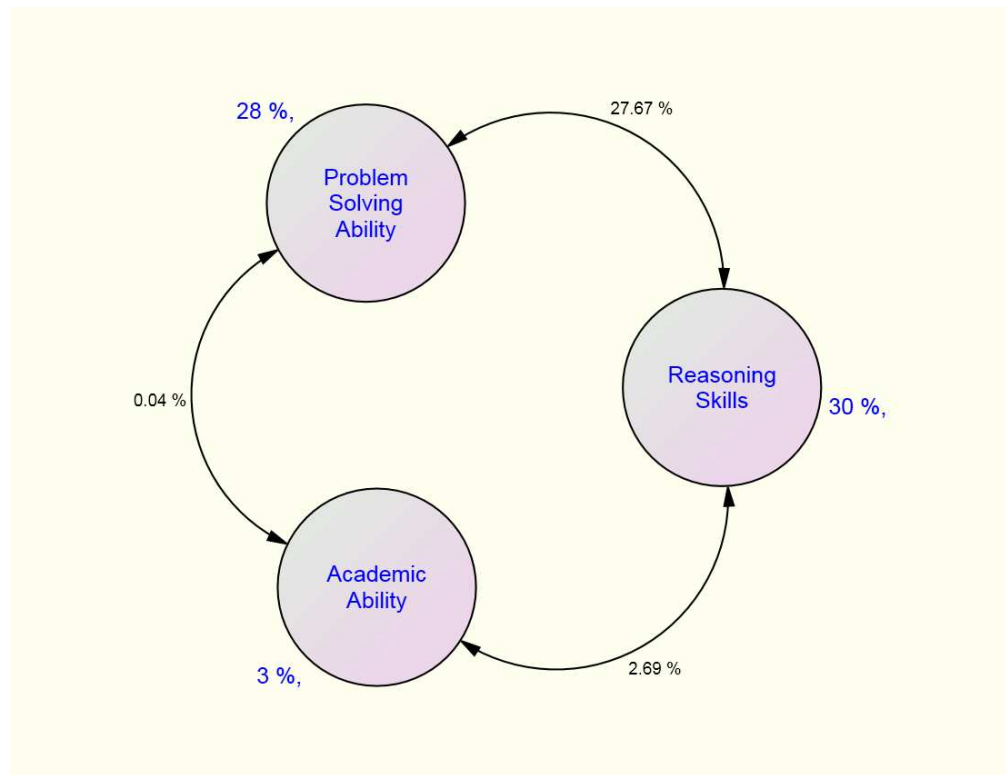 28 %,
27.67 %
Problem
Solving
Ability
Reasoning
Skills
30 %,
0.04 %
Academic
Ability
3 %,
2.69 %